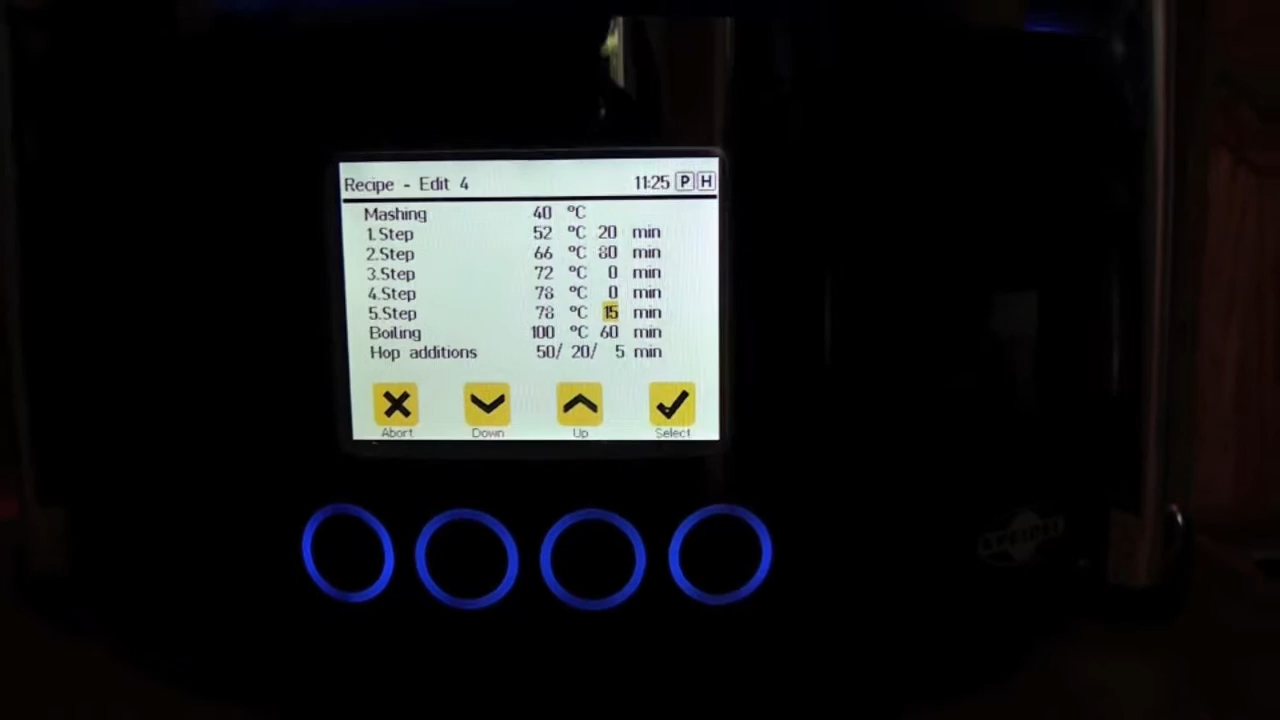 Recipe - Edit 4 11:25 P H
Mashing 40 °C
1.Step 52 °C 20 min
2.Step 66 °C 80 min
3.Step 72 °C 0 min
4.Step 78 °C 0 min
5.Step 78 °C 15 min
Boiling 100 °C 60 min
Hop additions 50/ 20/ 5 min
Abort Down Up Select